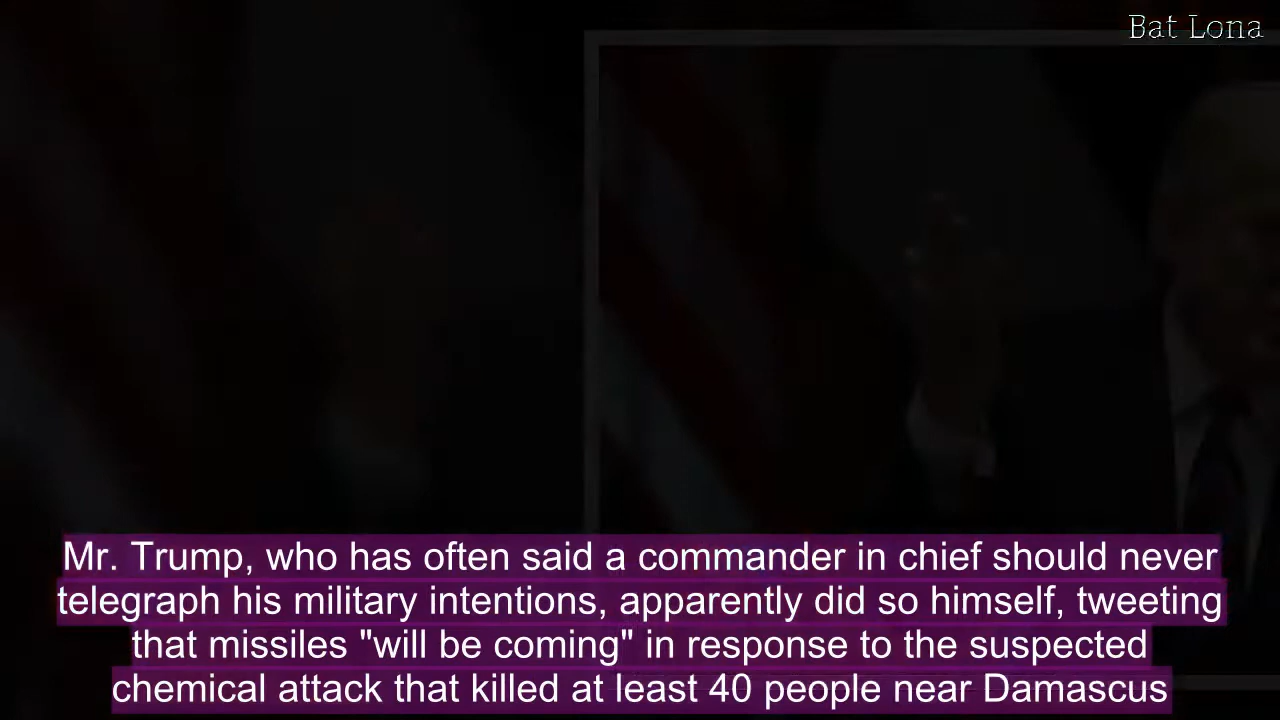 Bat Lona
Mr. Trump, who has often said a commander in chief should never
telegraph his military intentions, apparently did so himself, tweeting
that missiles "will be coming" in response to the suspected
chemical attack that killed at least 40 people near Damascus